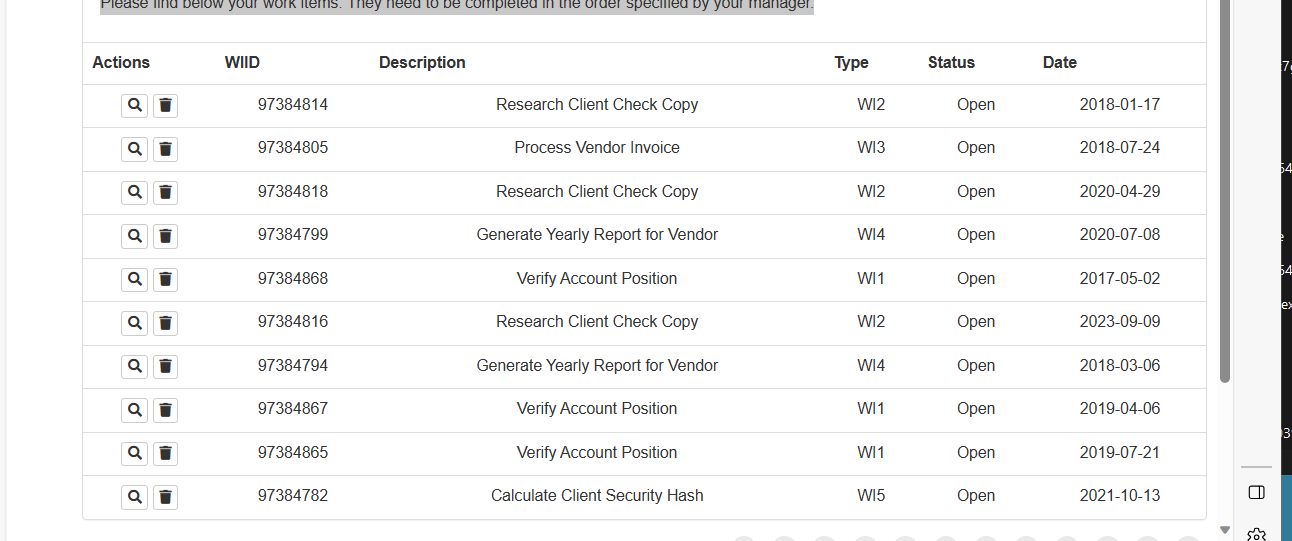 Please find below your work items. They need to be completed in the order specified by your manager.
Actions WIID Description Type Status Date
97384814 Research Client Check Copy WI2 Open 2018-01-17
97384805 Process Vendor Invoice WI3 Open 2018-07-24
97384818 Research Client Check Copy WI2 Open 2020-04-29
97384799 Generate Yearly Report for Vendor WI4 Open 2020-07-08
97384868 Verify Account Position WI1 Open 2017-05-02
97384816 Research Client Check Copy WI2 Open 2023-09-09
97384794 Generate Yearly Report for Vendor WI4 Open 2018-03-06
97384867 Verify Account Position WI1 Open 2019-04-06
97384865 Verify Account Position WI1 Open 2019-07-21
97384782 Calculate Client Security Hash WI5 Open 2021-10-13